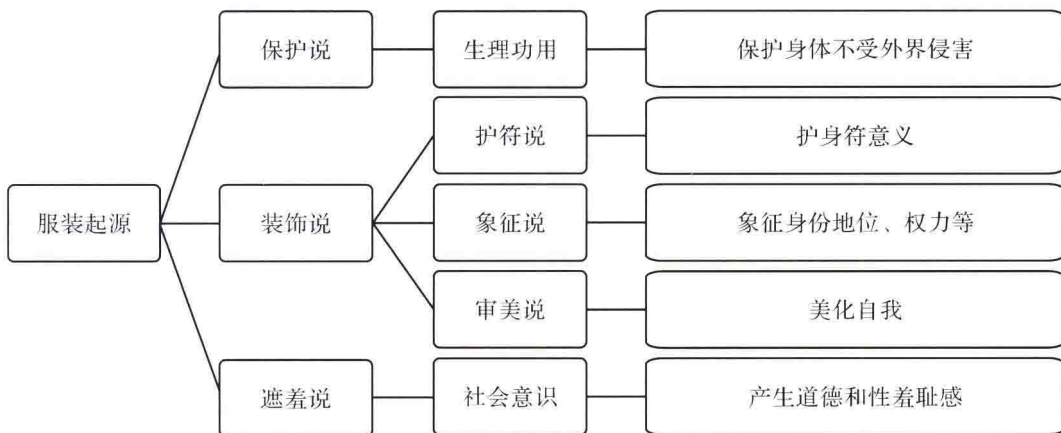 保护说
生理功用
保护身体不受外界侵害
护符说
护身符意义
服装起源
装饰说
象征说
象征身份地位、权力等
审美说
美化自我
遮羞说
社会意识
产生道德和性羞耻感